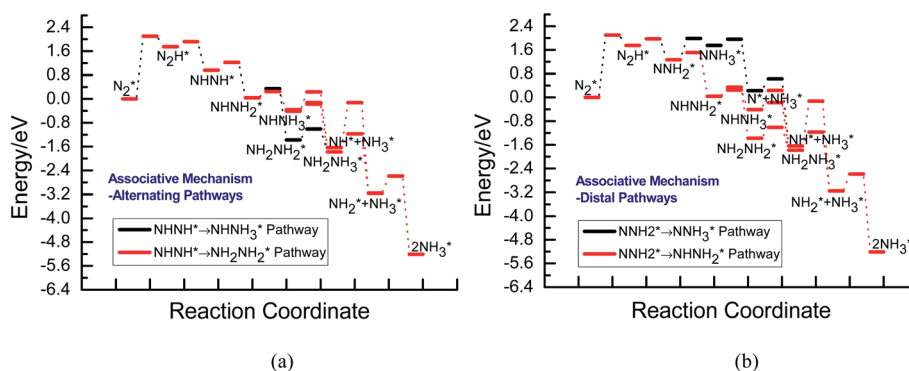 2.4
1.6
0.8
0.0
-0.8
-1.6
-2.4
-3.2
-4.0
-4.8
-5.6
-6.4
Energy/eV
N2*
N2H*
NHNH*
NHNH2*
NHNH3*
NH2NH2*
NH*+NH3*
NH2NH3*
NH2*+NH3*
2NH3*
Associative Mechanism
-Alternating Pathways
NHNH*→NHNH3* Pathway
NHNH*→NH2NH2* Pathway
Reaction Coordinate
(a)
2.4
1.6
0.8
0.0
-0.8
-1.6
-2.4
-3.2
-4.0
-4.8
-5.6
-6.4
Energy/eV
N2*
N2H*
NNH2*
NNH3*
N*+NH3*
NHNH2*
NHNH3*
NH2NH2*
NH*+NH3*
NH2NH3*
NH2*+NH3*
2NH3*
Associative Mechanism
-Distal Pathways
NNH2*→NNH3* Pathway
NNH2*→NHNH2* Pathway
Reaction Coordinate
(b)